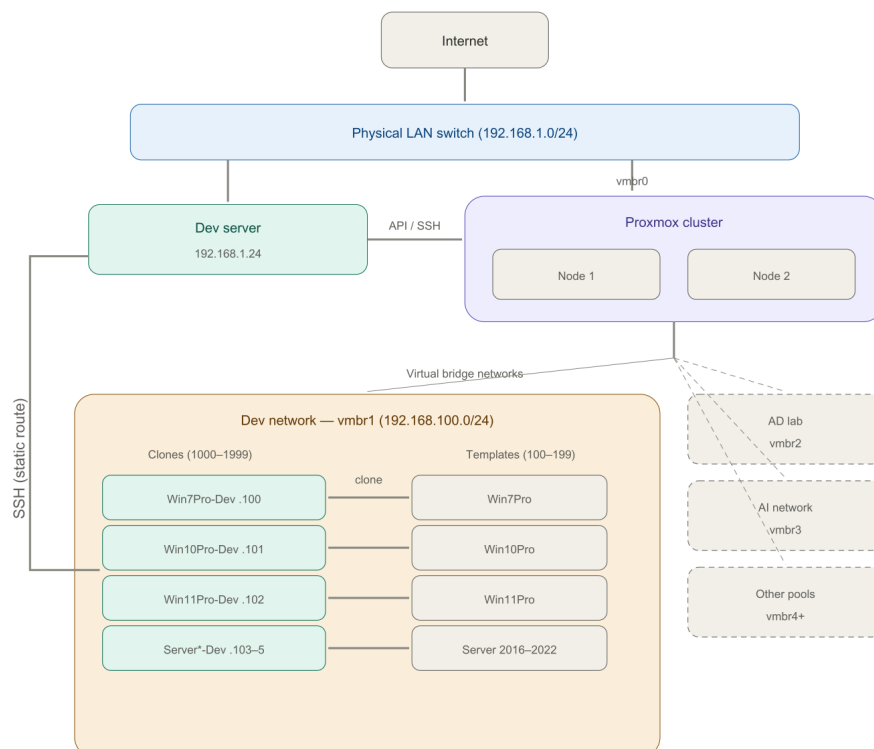 Internet
Physical LAN switch (192.168.1.0/24)
vmbr0
Dev server
192.168.1.24
API / SSH
Proxmox cluster
Node 1
Node 2
Virtual bridge networks
SSH (static route)
Dev network — vmbr1 (192.168.100.0/24)
Clones (1000–1999)
Templates (100–199)
Win7Pro-Dev .100
clone
Win7Pro
Win10Pro-Dev .101
Win10Pro
Win11Pro-Dev .102
Win11Pro
Server*-Dev .103–5
Server 2016–2022
AD lab
vmbr2
AI network
vmbr3
Other pools
vmbr4+